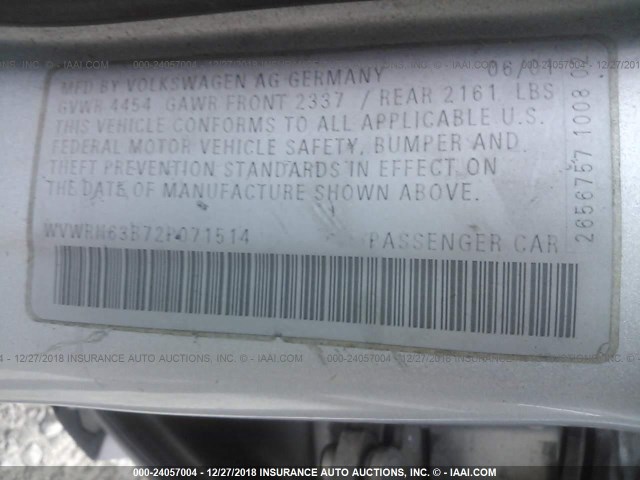 MFD BY VOLKSWAGEN AG GERMANY 06/01
GVWR 4454 GAWR FRONT 2337 / REAR 2161 LBS
THIS VEHICLE CONFORMS TO ALL APPLICABLE U.S.
FEDERAL MOTOR VEHICLE SAFETY, BUMPER AND.
THEFT PREVENTION STANDARDS IN EFFECT ON
THE DATE OF MANUFACTURE SHOWN ABOVE.
WVWRH63B72P071514 PASSENGER CAR
2656757 1008 0
000-24057004 - 12/27/2018 INSURANCE AUTO AUCTIONS, INC. © - IAAI.COM